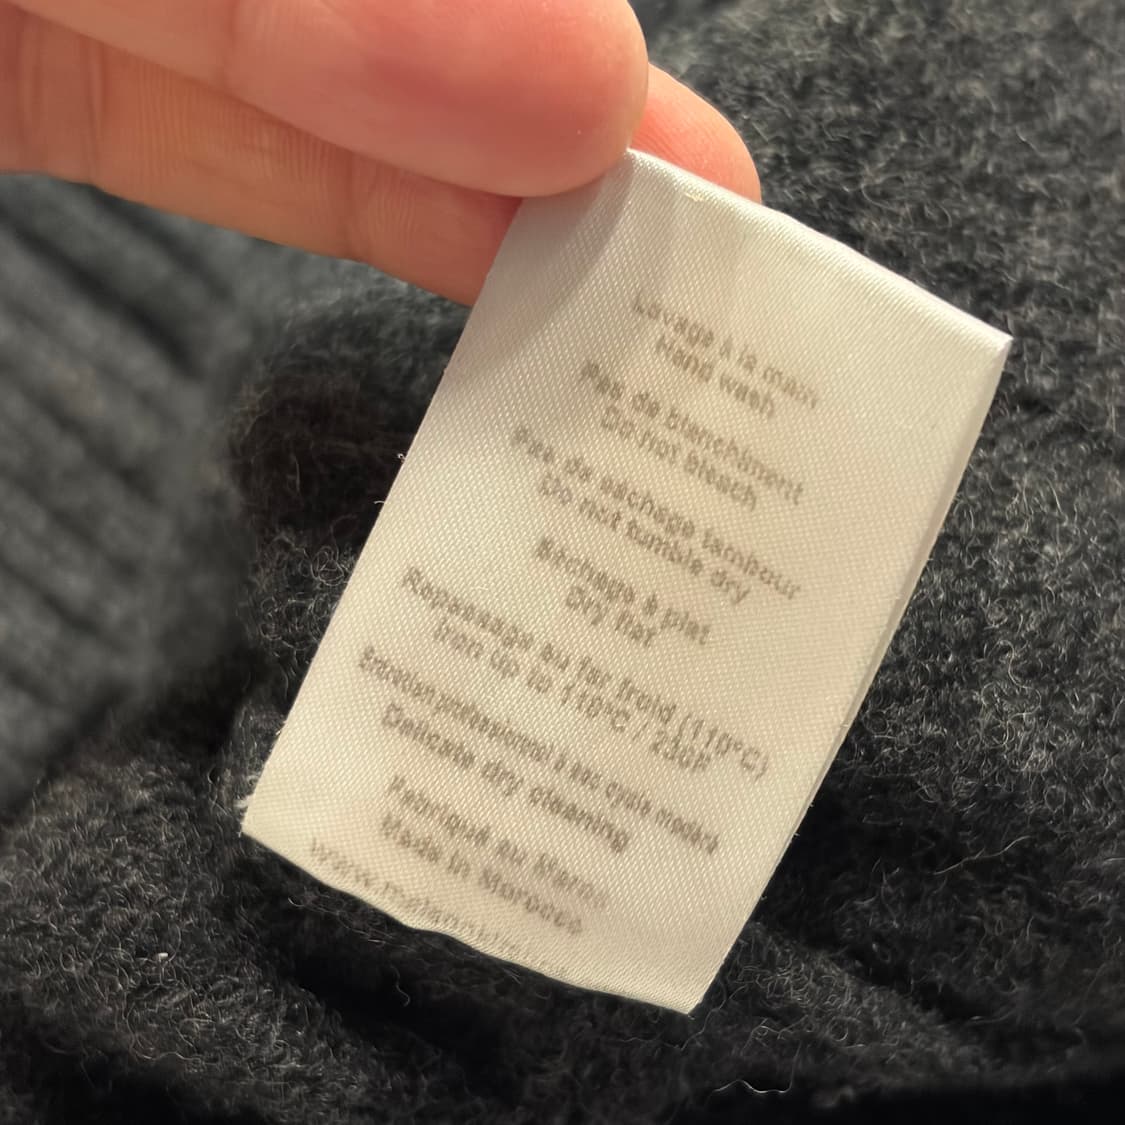 Lavage à la main
Hand wash
Pas de blanchiment
Do not bleach
Pas de séchage tambour
Do not tumble dry
Séchage à plat
Dry flat
Repassage au fer froid (110°C)
Iron up to 110°C / 230F
Entretien professionnel à sec cycle modéré
Delicate dry cleaning
Fabriqué au Maroc
Made in Morocco